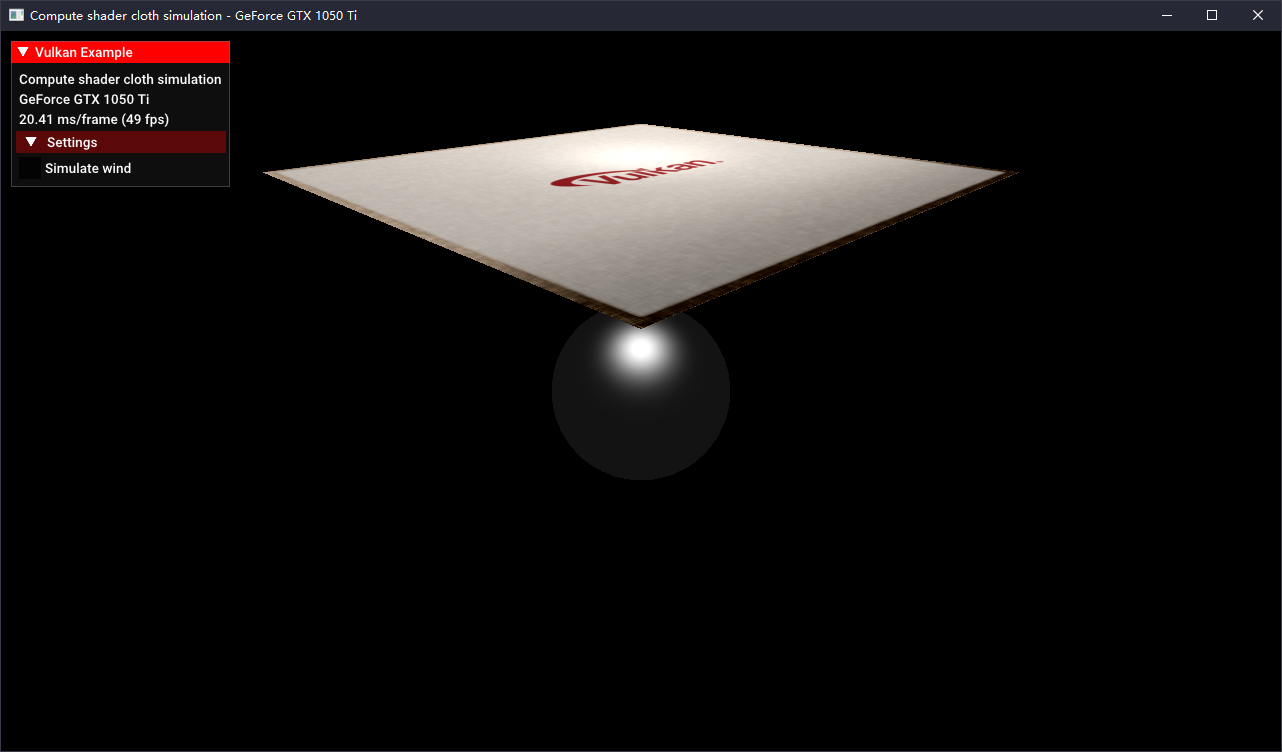 Compute shader cloth simulation - GeForce GTX 1050 Ti
Vulkan Example
Compute shader cloth simulation
GeForce GTX 1050 Ti
20.41 ms/frame (49 fps)
Settings
Simulate wind
Vulkan.